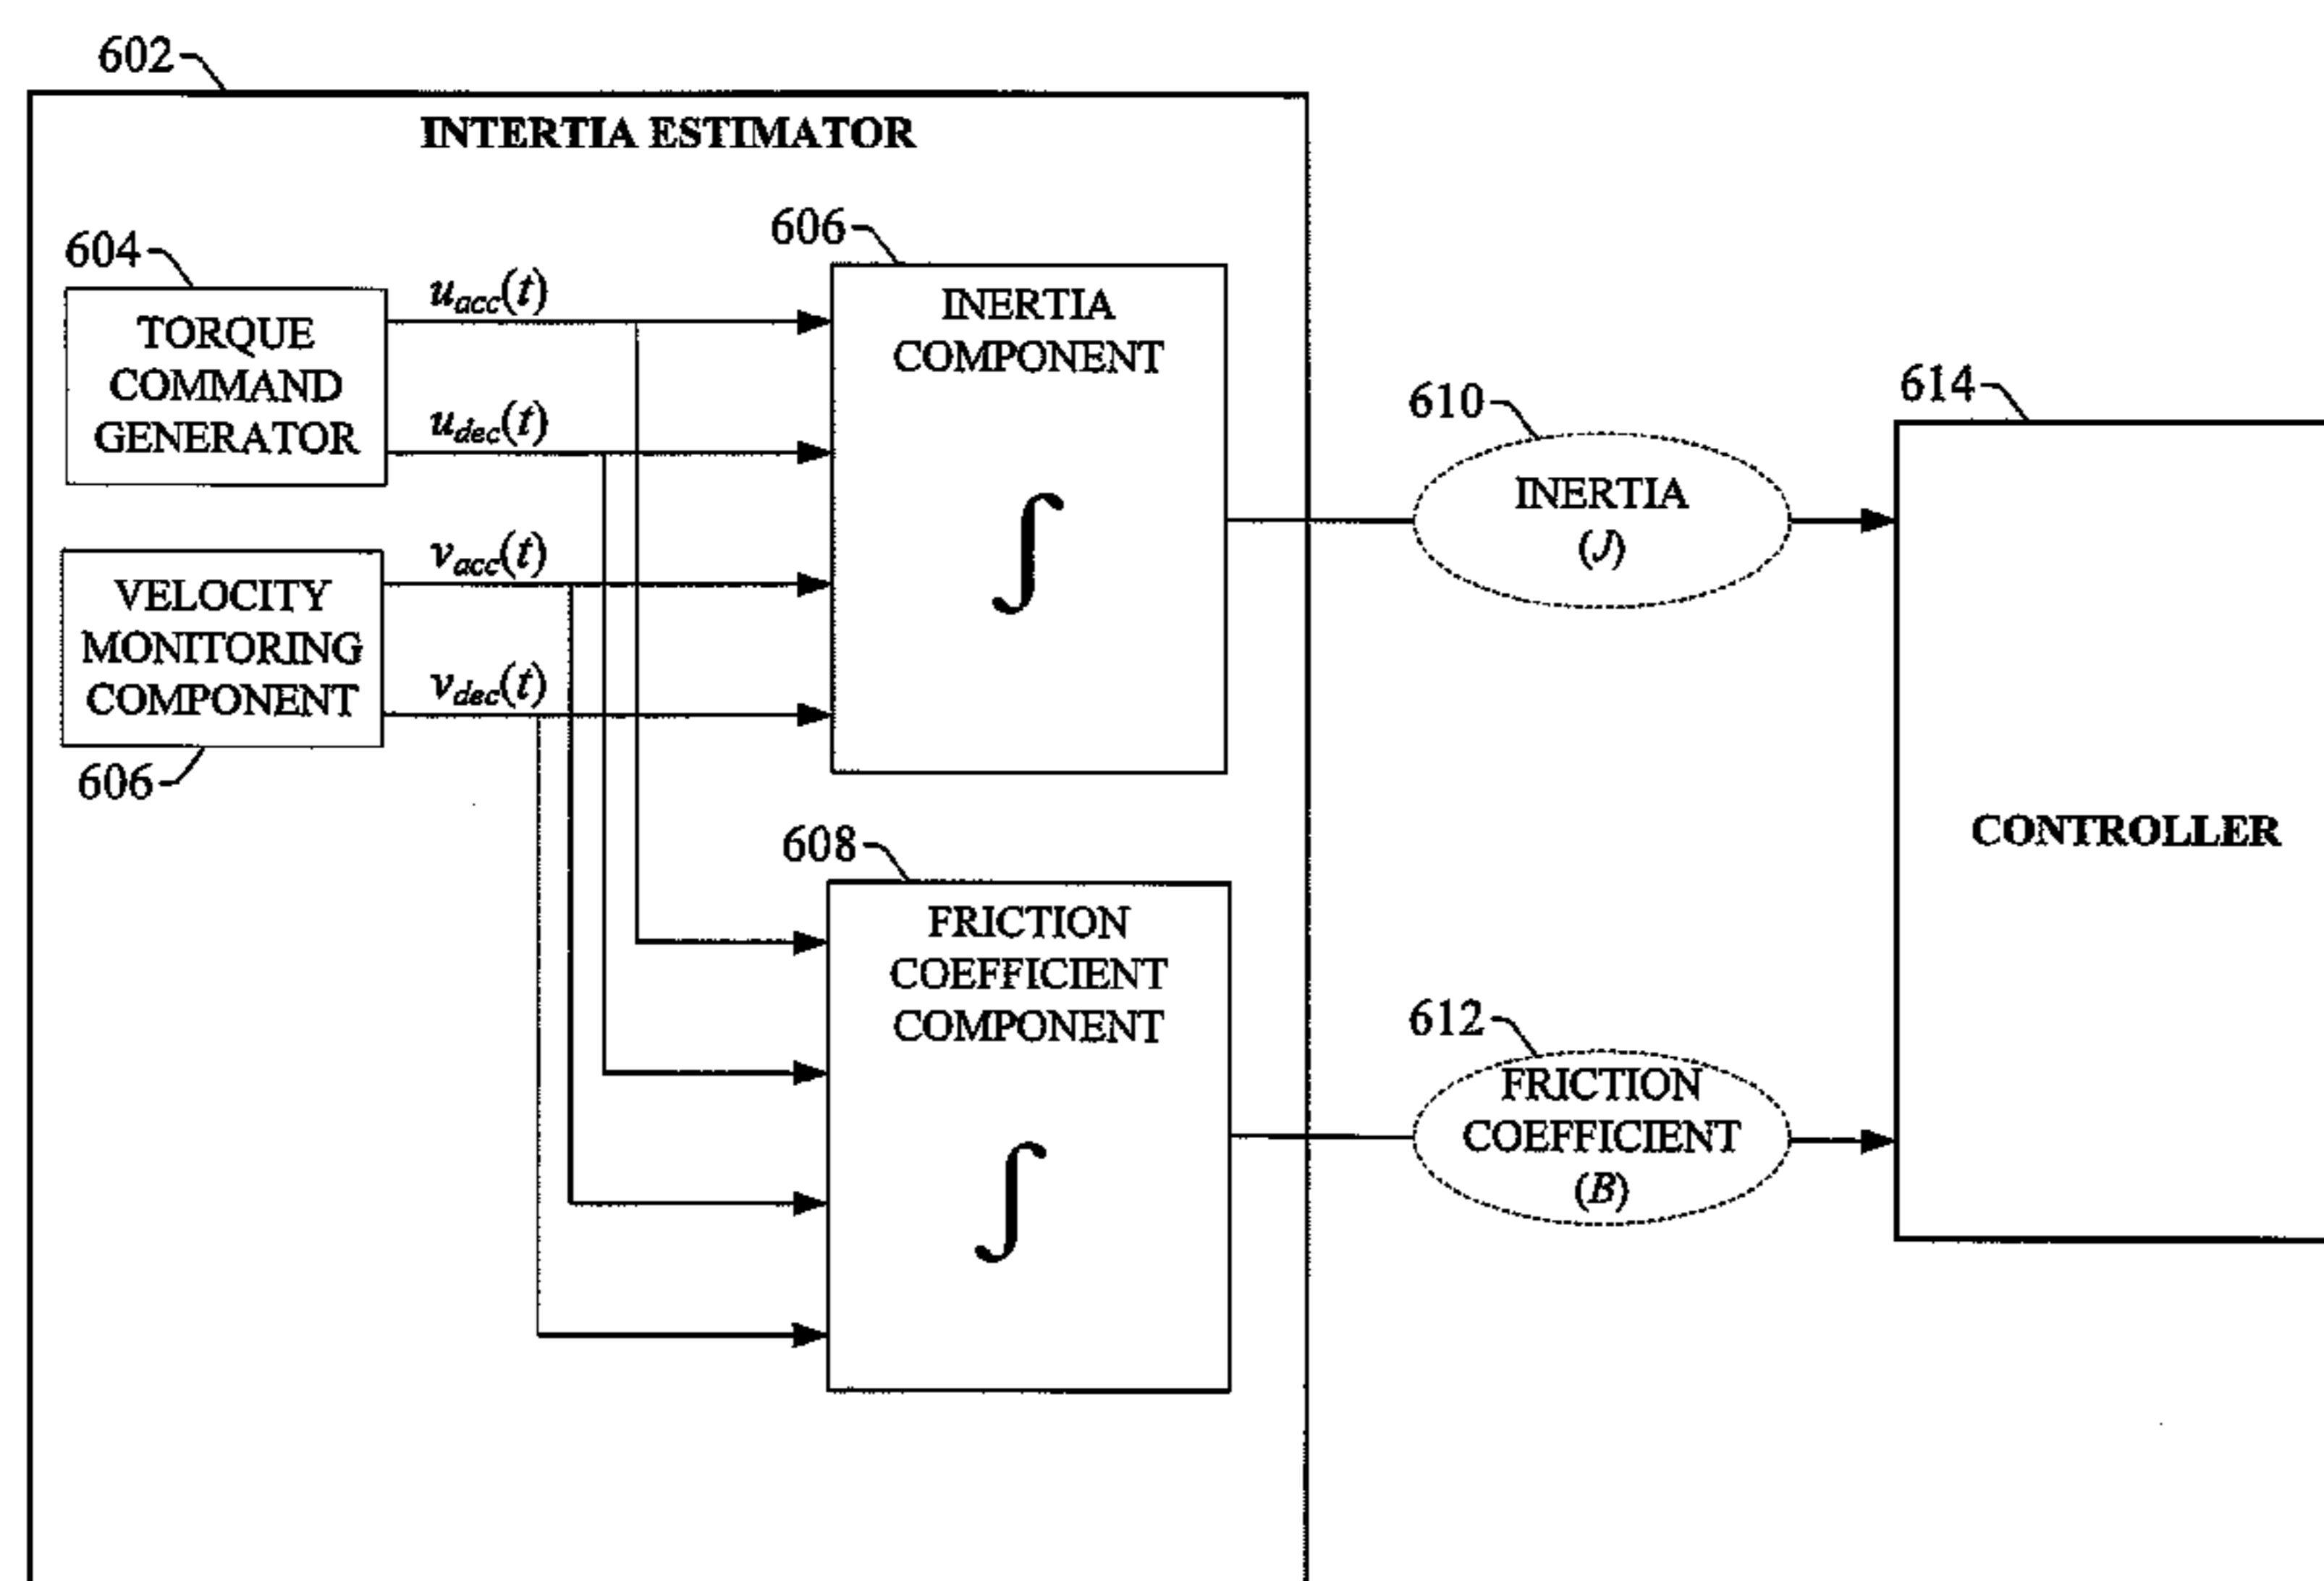 602
INTERTIA ESTIMATOR
604
TORQUE
COMMAND
GENERATOR
u_acc(t)
u_dec(t)
VELOCITY
MONITORING
COMPONENT
606
v_acc(t)
v_dec(t)
606
INERTIA
COMPONENT
∫
608
FRICTION
COEFFICIENT
COMPONENT
∫
610
INERTIA
(J)
612
FRICTION
COEFFICIENT
(B)
614
CONTROLLER